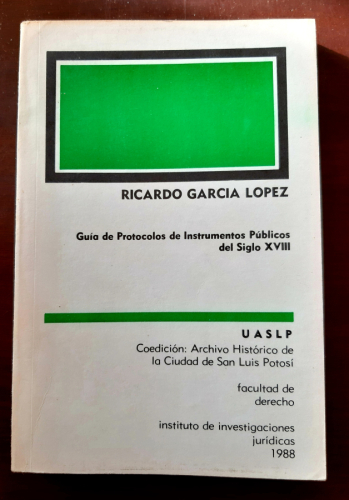 RICARDO GARCIA LOPEZ
Guía de Protocolos de Instrumentos Públicos
del Siglo XVIII
UASLP
Coedición: Archivo Histórico de
la Ciudad de San Luis Potosí
facultad de
derecho
instituto de investigaciones
jurídicas
1988